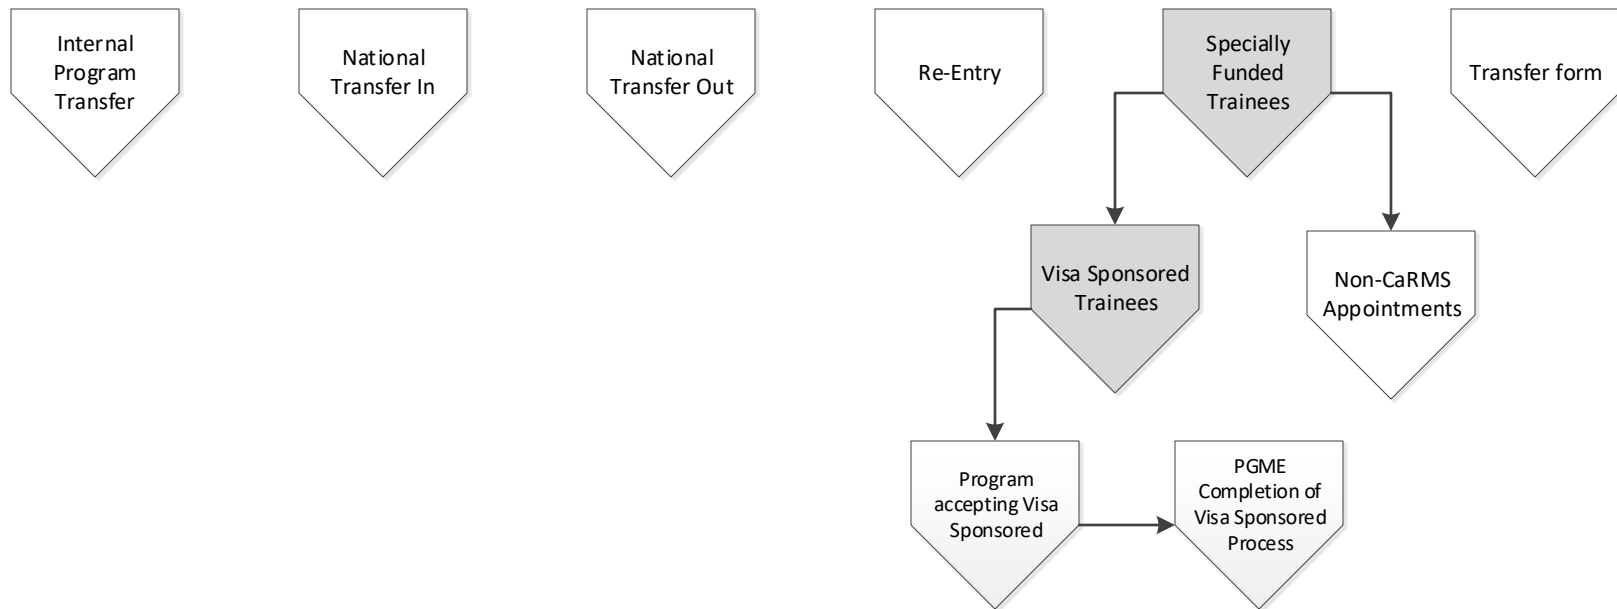 Internal
Program
Transfer
National
Transfer In
National
Transfer Out
Re-Entry
Specially
Funded
Trainees
Transfer form
Visa Sponsored
Trainees
Non-CaRMS
Appointments
Program
accepting Visa
Sponsored
PGME
Completion of
Visa Sponsored
Process